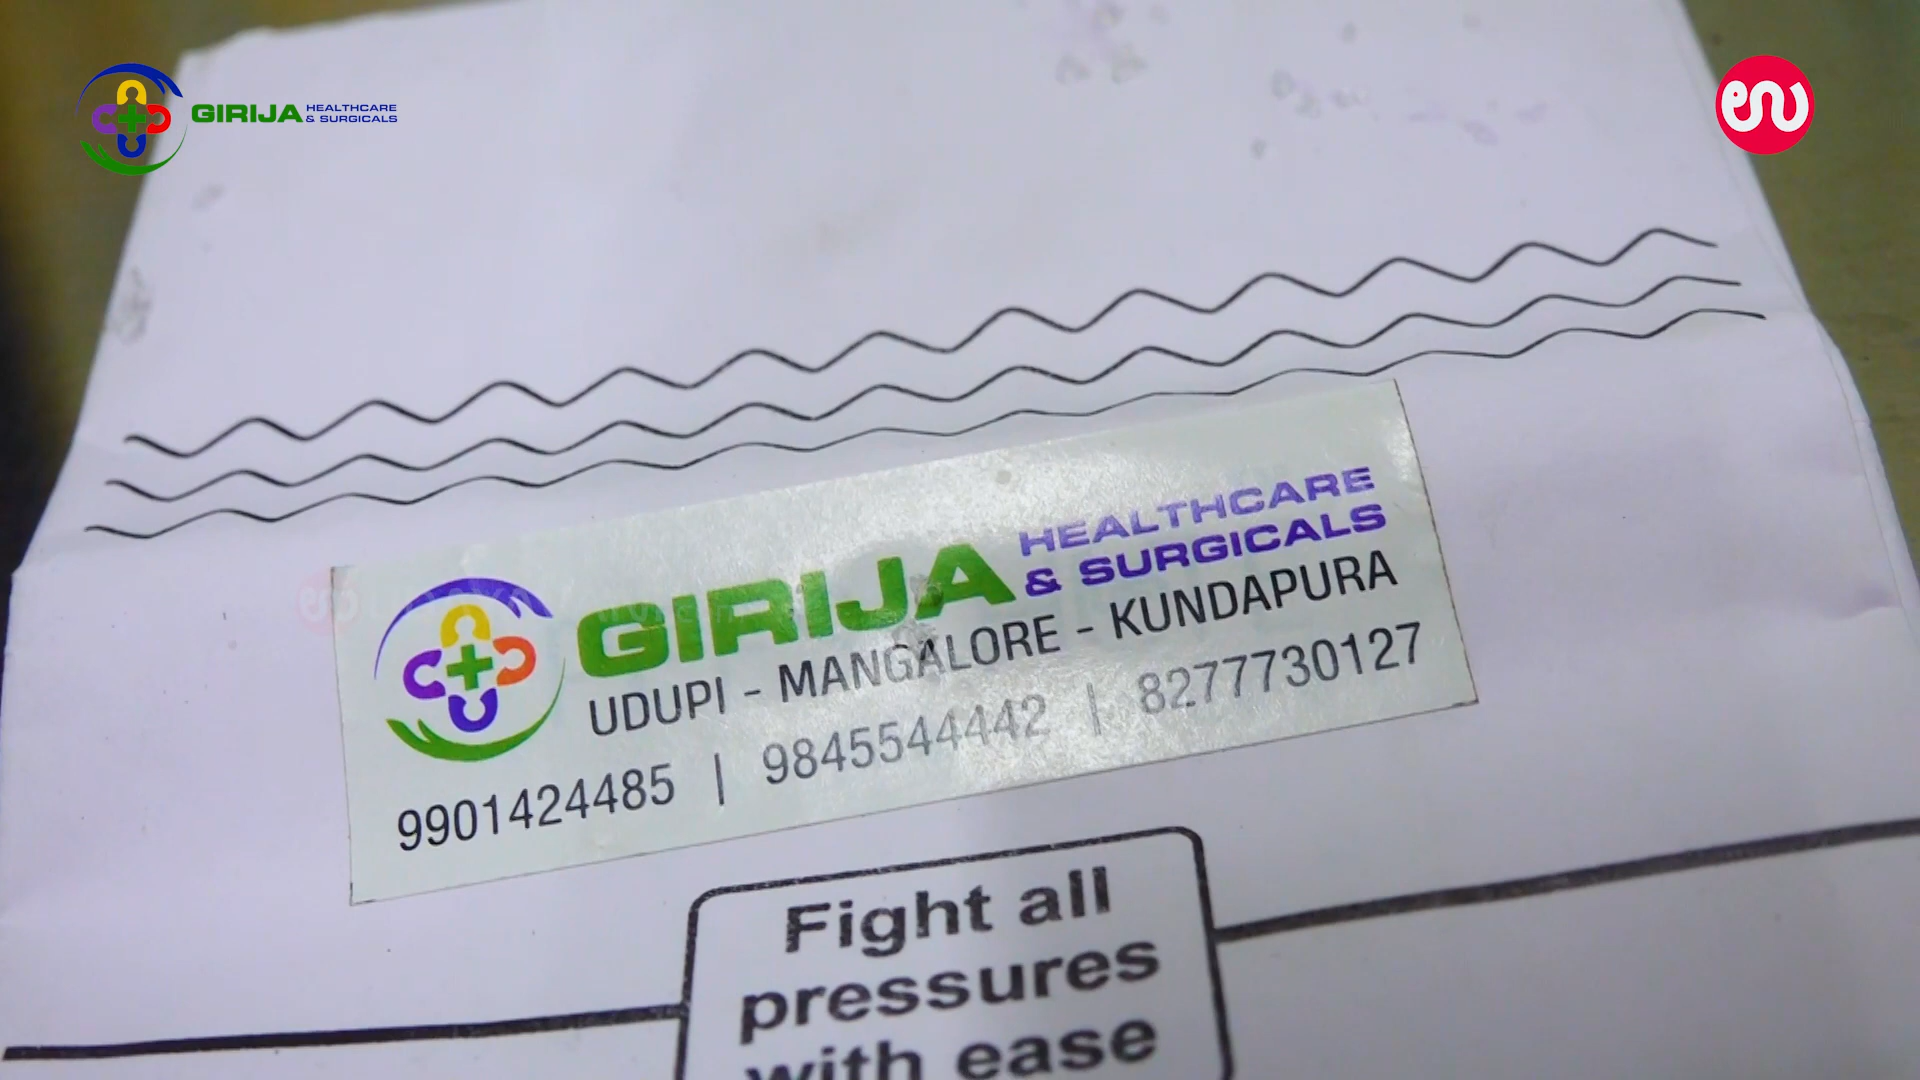 GIRIJA HEALTHCARE
& SURGICALS
ಉ
HEALTHCARE
GIRIJA & SURGICALS
UDUPI - MANGALORE - KUNDAPURA
9901424485 | 9845544442 | 8277730127
Fight all
pressures
with ease